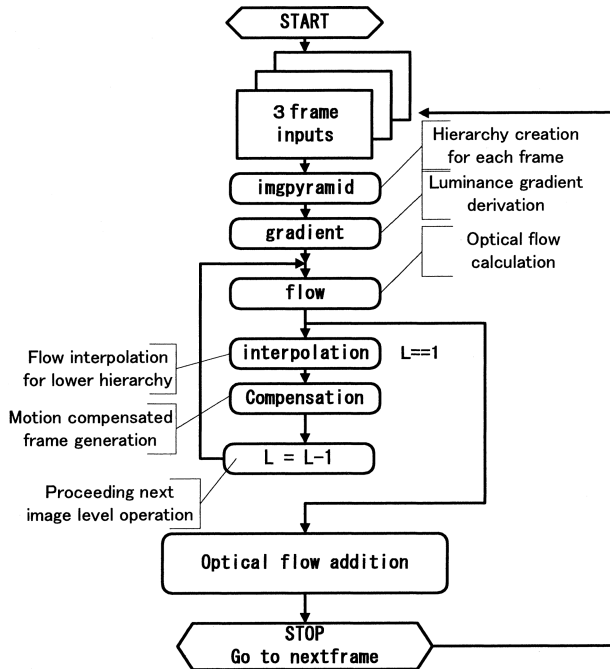 START
3 frame
inputs
Hierarchy creation
for each frame
imgpyramid
Luminance gradient
derivation
gradient
Optical flow
calculation
flow
interpolation
L==1
Flow interpolation
for lower hierarchy
Compensation
Motion compensated
frame generation
L = L-1
Proceeding next
image level operation
Optical flow addition
STOP
Go to nextframe